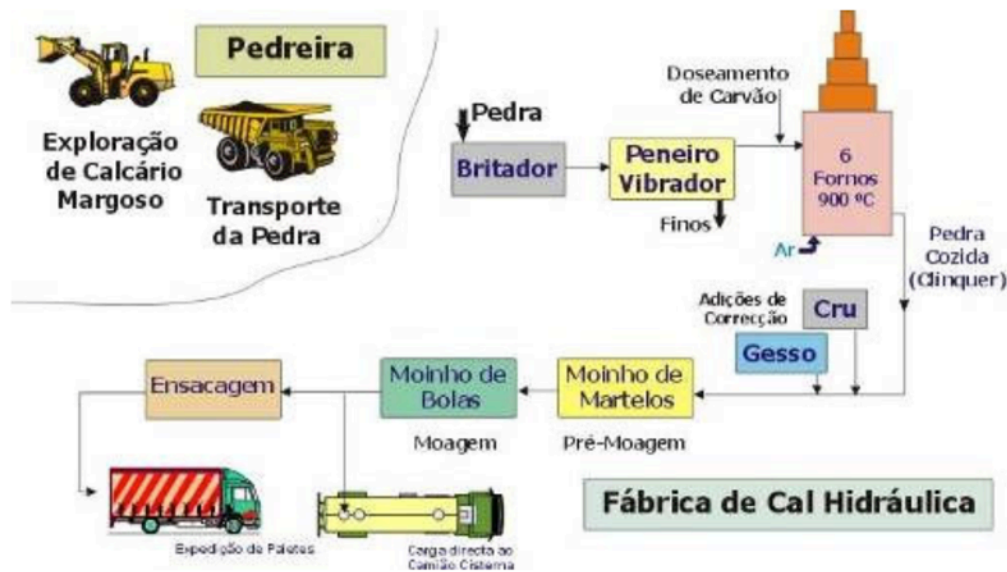 Pedreira
Exploração
de Calcário
Margoso
Transporte
da Pedra
Pedra
Britador
Peneiro
Vibrador
Finos
Doseamento
de Carvão
6
Fornos
900 ºC
Ar
Pedra
Cozida
(Clinquer)
Adições de
Correcção
Cru
Gesso
Moinho de
Martelos
Pré-Moagem
Moinho de
Bolas
Moagem
Ensacagem
Expedição de Paletes
Carga directa ao
Camião Cisterna
Fábrica de Cal Hidráulica